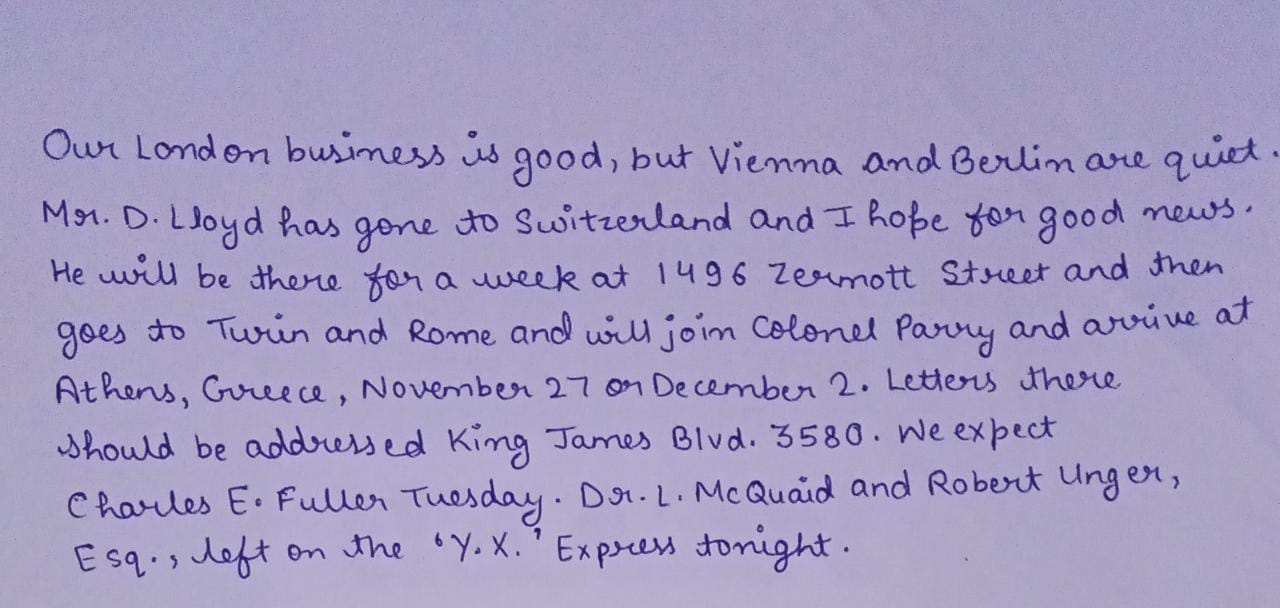 Our London business is good, but Vienna and Berlin are quiet.
Mr. D. Lloyd has gone to Switzerland and I hope for good news.
He will be there for a week at 1496 Zermott Street and then
goes to Turin and Rome and will join Colonel Parry and arrive at
Athens, Greece, November 27 or December 2. Letters there
should be addressed King James Blvd. 3580. We expect
Charles E. Fuller Tuesday. Dr. L. McQuaid and Robert Unger,
Esq., left on the 'Y.X.' Express tonight.